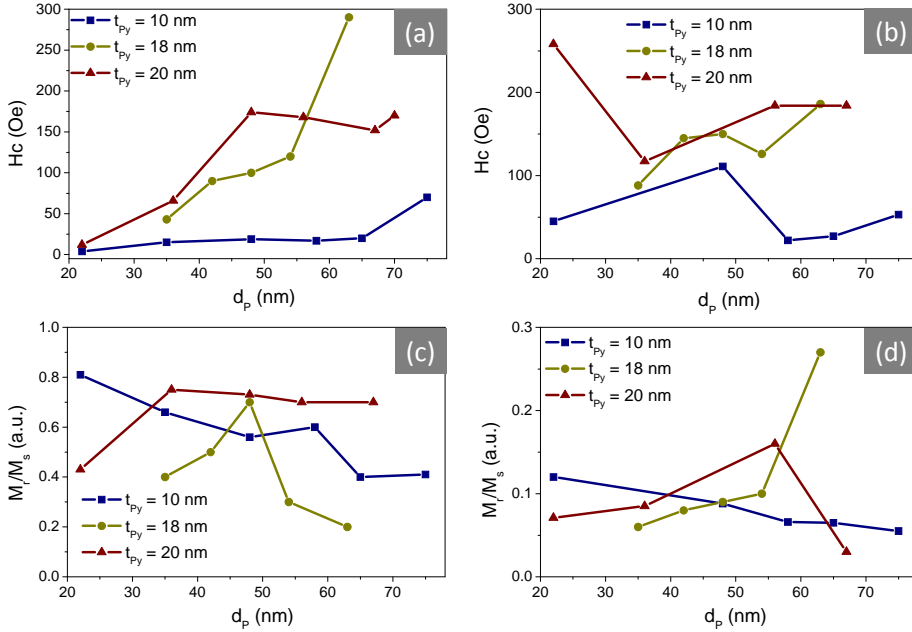 (a)
t_Py = 10 nm
t_Py = 18 nm
t_Py = 20 nm
300
250
200
150
100
50
0
Hc (Oe)
20 30 40 50 60 70
d_P (nm)
(b)
t_Py = 10 nm
t_Py = 18 nm
t_Py = 20 nm
300
250
200
150
100
50
0
Hc (Oe)
20 30 40 50 60 70
d_P (nm)
(c)
1.0
0.8
0.6
0.4
0.2
0.0
M_r/M_s (a.u.)
t_Py = 10 nm
t_Py = 18 nm
t_Py = 20 nm
20 30 40 50 60 70
d_P (nm)
(d)
t_Py = 10 nm
t_Py = 18 nm
t_Py = 20 nm
0.3
0.2
0.1
0.0
M_r/M_s (a.u.)
20 30 40 50 60 70
d_P (nm)